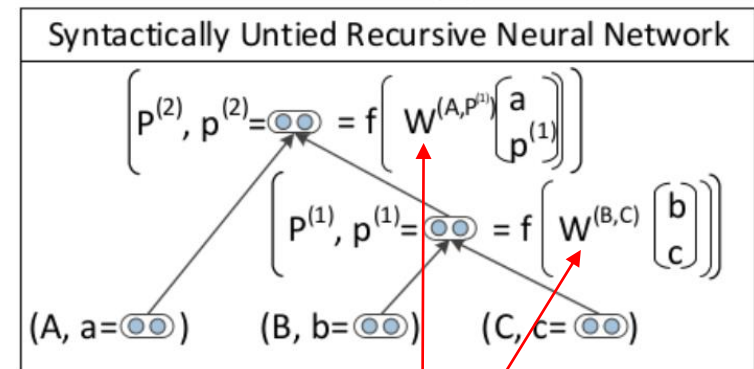 Syntactically Untied Recursive Neural Network
(P⁽²⁾, p⁽²⁾= = f(W⁽ᴬ,ᴾ⁽¹⁾⁾ (a p⁽¹⁾)))
(P⁽¹⁾, p⁽¹⁾= = f(W⁽ᴮ,ꟲ⁾ (b c)))
(A, a= ) (B, b= ) (C, c= )